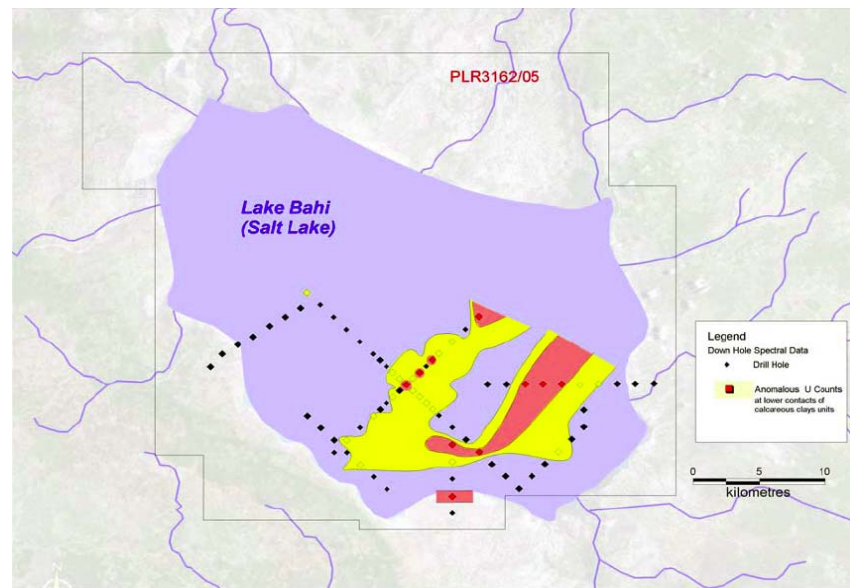 PLR3162/05
Lake Bahi
(Salt Lake)
Legend
Down Hole Spectral Data
Drill Hole
Anomalous U Counts
at lower contacts of
calcareous clays units
0 5 10
kilometres